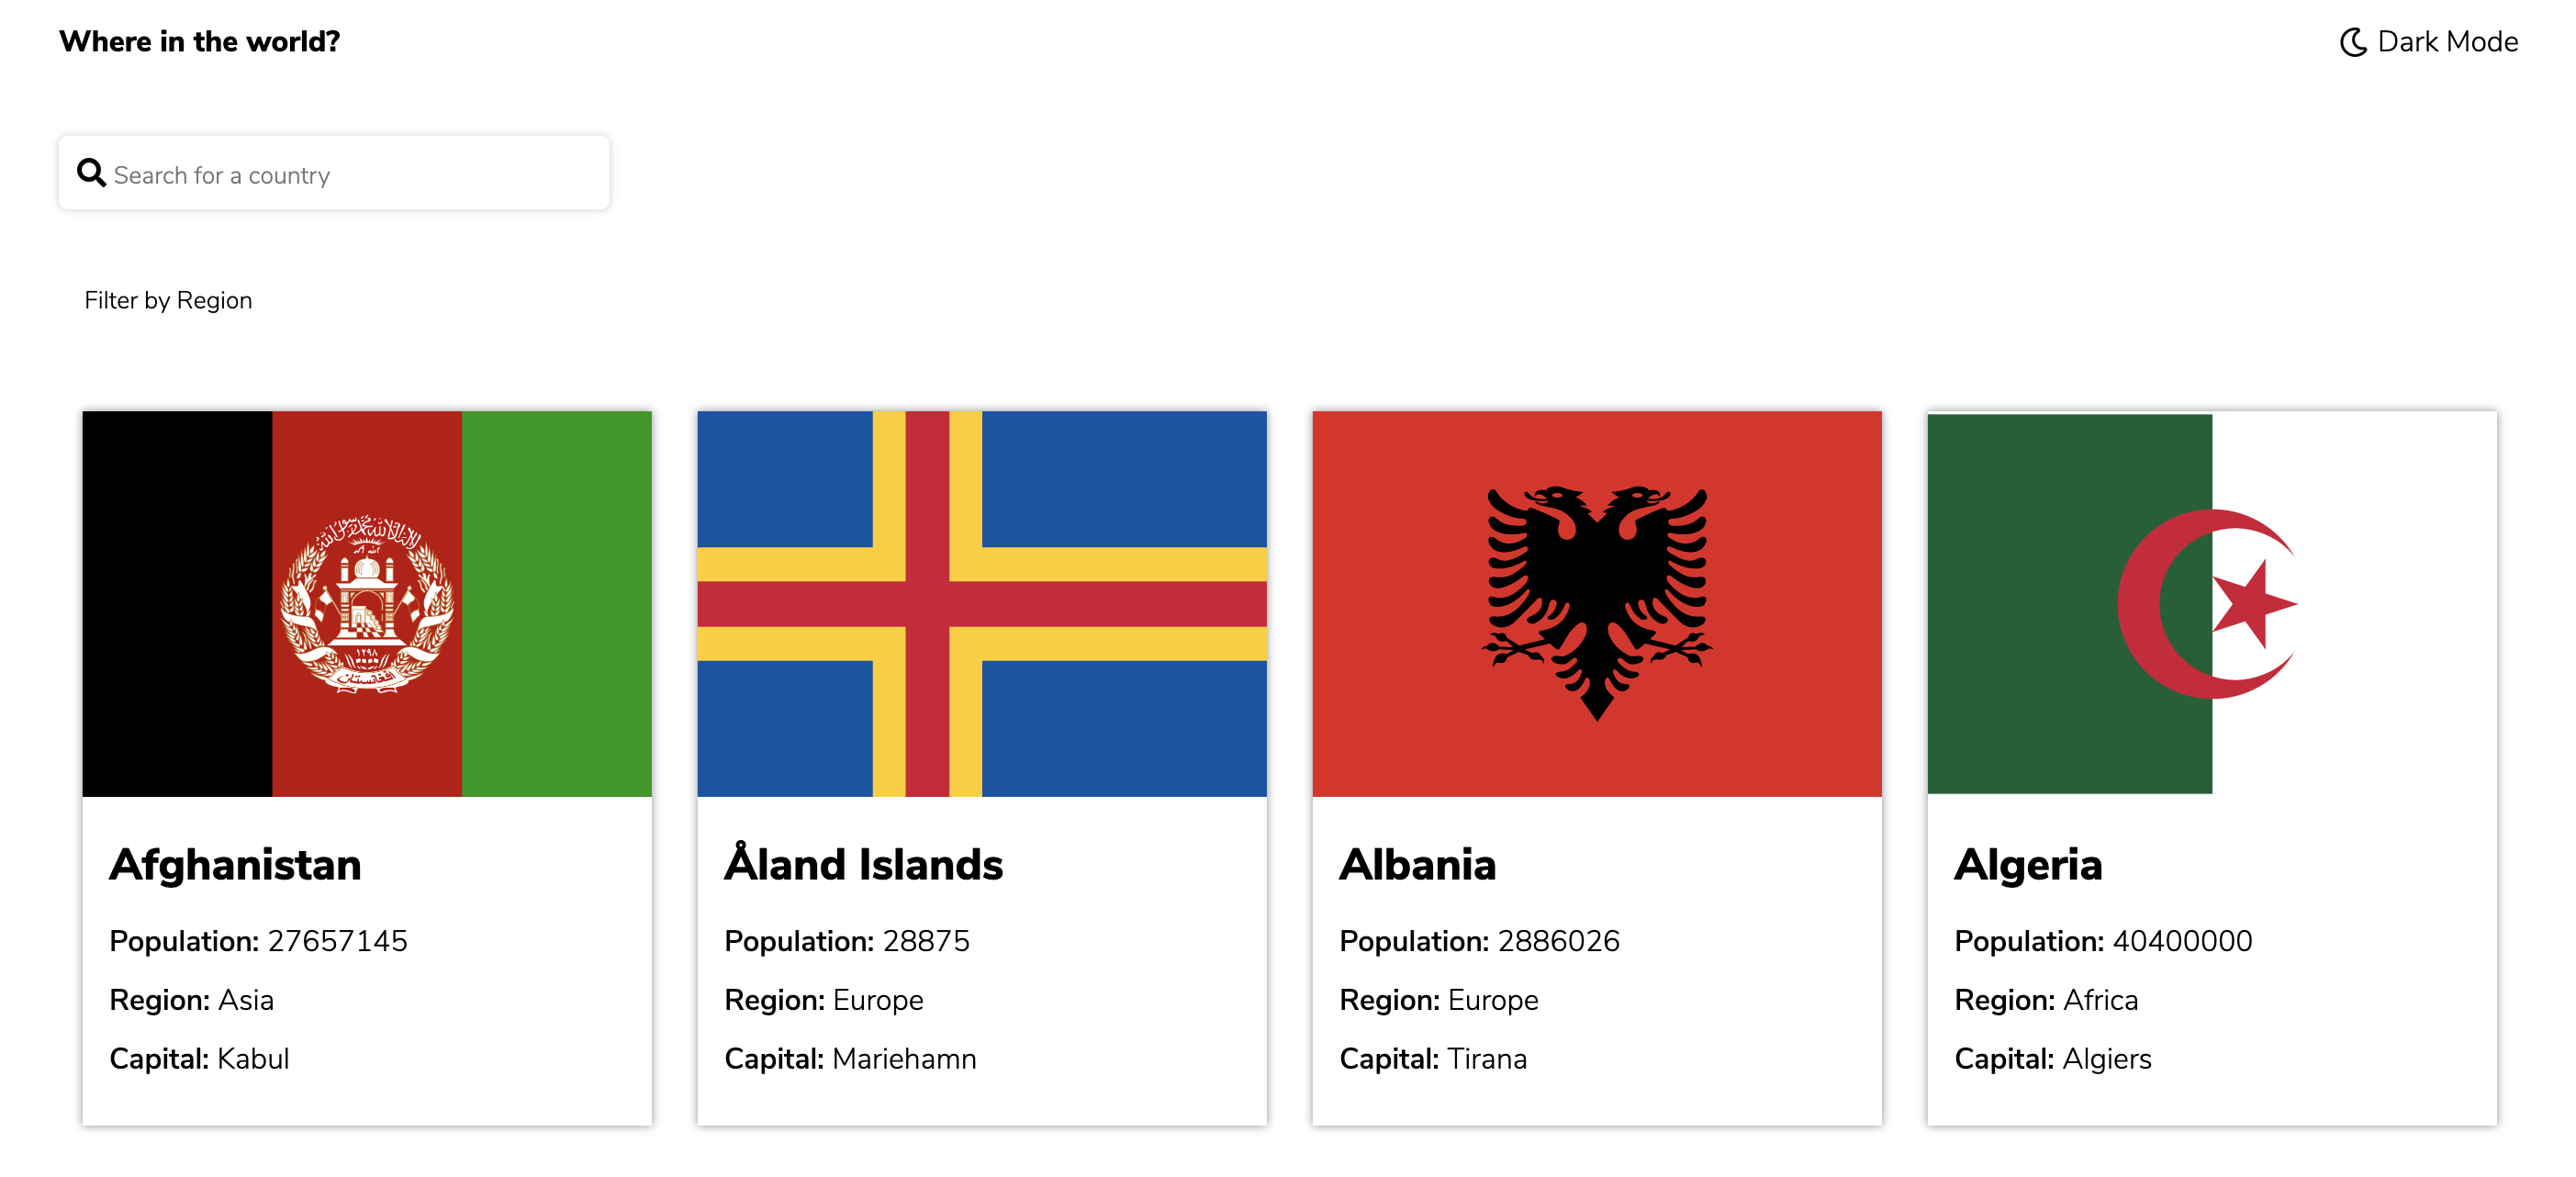 Where in the world?
Dark Mode
Search for a country
Filter by Region
Afghanistan
Population: 27657145
Region: Asia
Capital: Kabul
Åland Islands
Population: 28875
Region: Europe
Capital: Mariehamn
Albania
Population: 2886026
Region: Europe
Capital: Tirana
Algeria
Population: 40400000
Region: Africa
Capital: Algiers